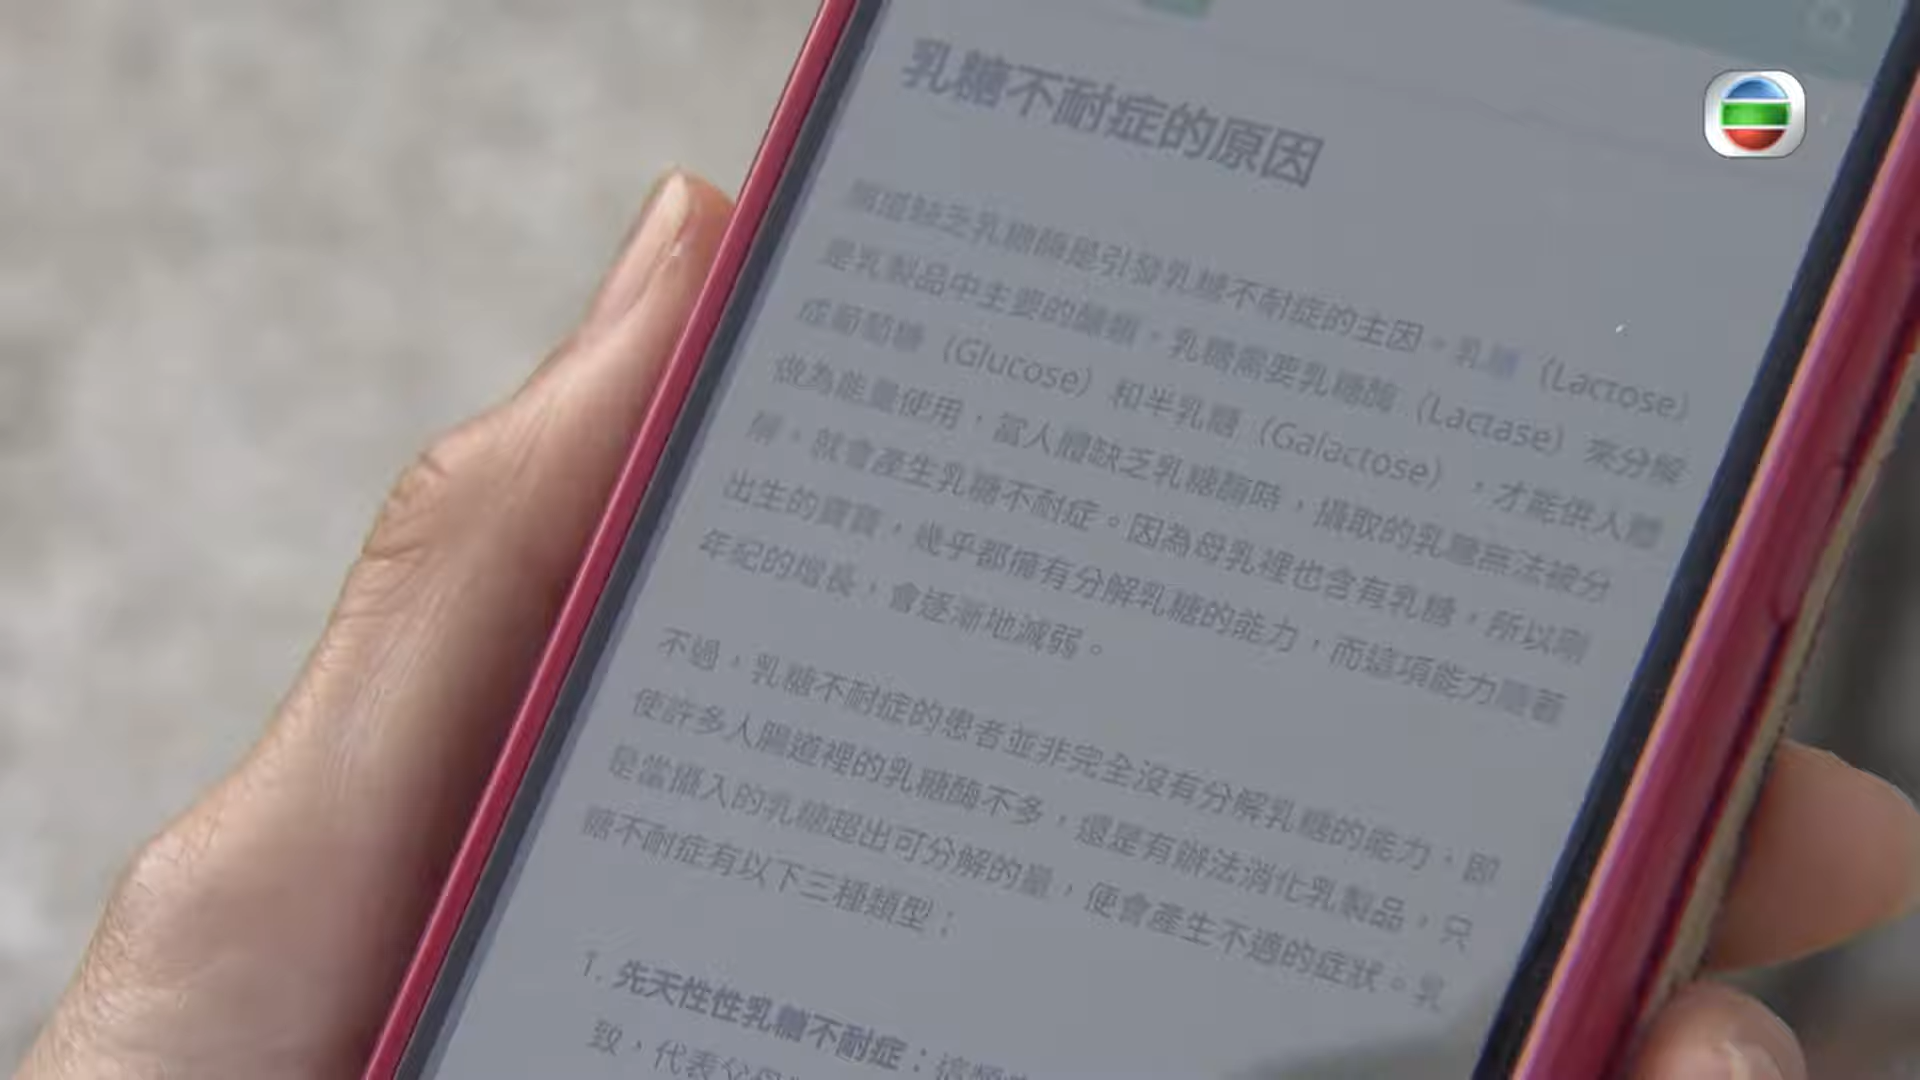 乳糖不耐症的原因
腸道缺乏乳糖酶是引發乳糖不耐症的主因。乳糖（Lactose）
是乳製品中主要的醣類，乳糖需要乳糖酶（Lactase）來分解
成葡萄糖（Glucose）和半乳糖（Galactose），才能供人體
做為能量使用，當人體缺乏乳糖酶時，攝取的乳糖無法被分
解，就會產生乳糖不耐症。因為母乳裡也含有乳糖，所以剛
出生的寶寶，幾乎都擁有分解乳糖的能力，而這項能力隨著
年紀的增長，會逐漸地減弱。
不過，乳糖不耐症的患者並非完全沒有分解乳糖的能力，即
使許多人腸道裡的乳糖酶不多，還是有辦法消化乳製品，只
是當攝入的乳糖超出可分解的量，便會產生不適的症狀。乳
糖不耐症有以下三種類型：
1. 先天性性乳糖不耐症：這類
致，代表父母